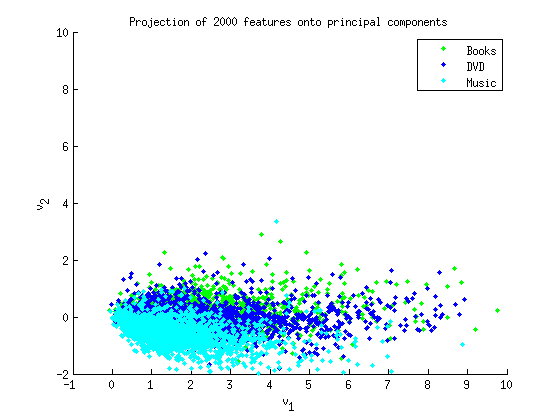 Projection of 2000 features onto principal components
10
Books
DVD
Music
8
6
4
2
0
-2
v2
-1 0 1 2 3 4 5 6 7 8 9 10
v1